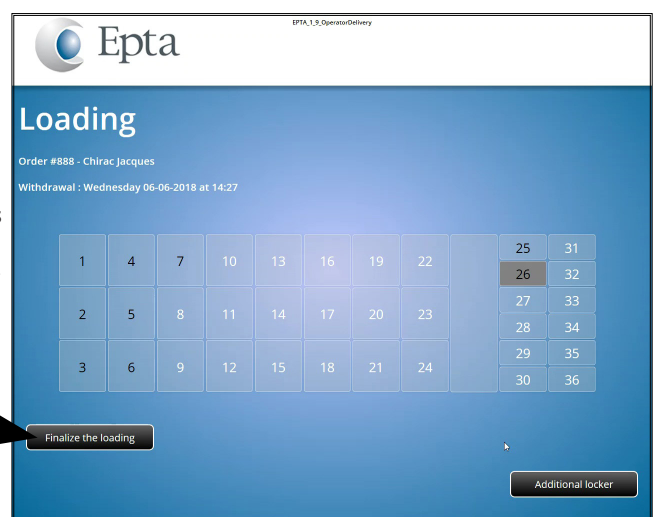 EPTA_1_9_OperatorDelivery
Epta
Loading
Order #888 - Chirac Jacques
Withdrawal : Wednesday 06-06-2018 at 14:27
1 4 7 10 13 16 19 22
2 5 8 11 14 17 20 23
3 6 9 12 15 18 21 24
25 31
26 32
27 33
28 34
29 35
30 36
Finalize the loading
Additional locker